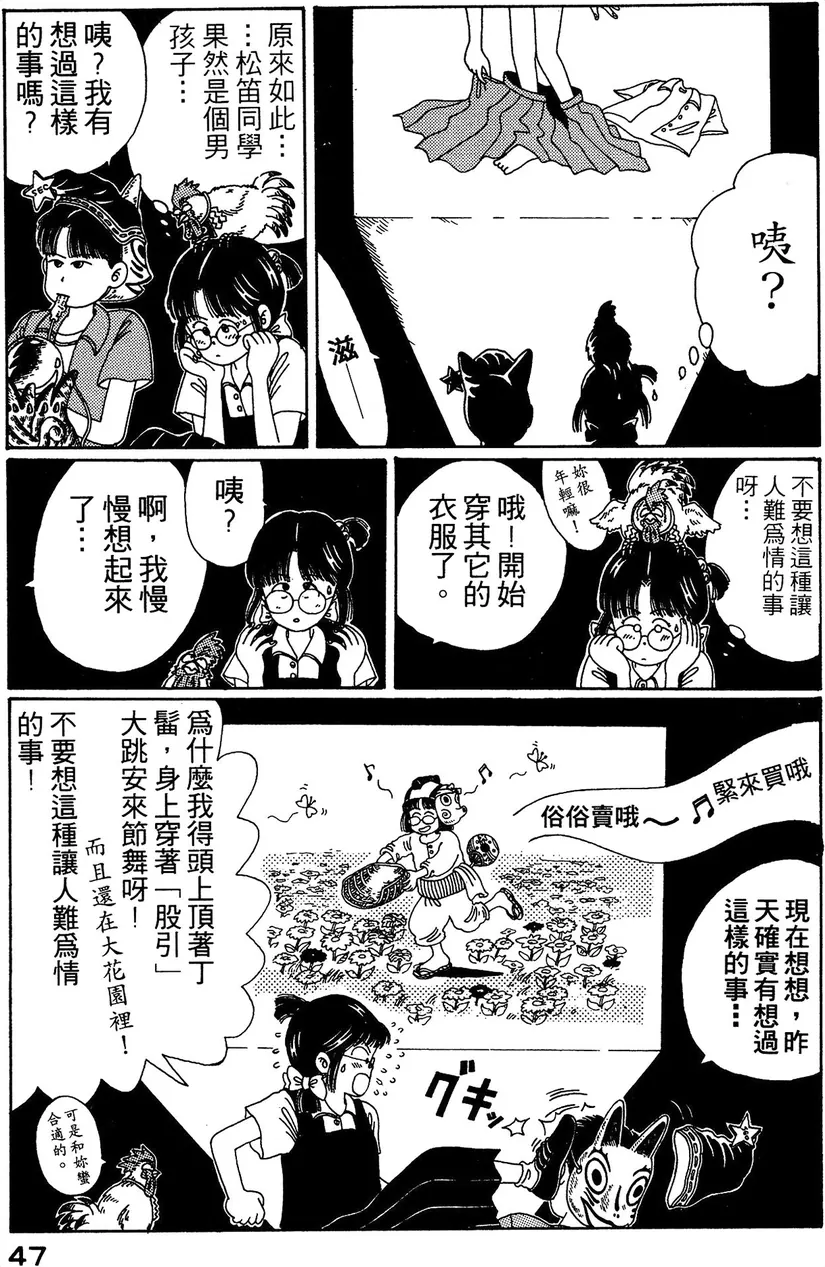 咦？
滋——
原來如此…
…松笛同學
果然是個男
孩子…
咦？我有
想過這樣
的事嗎？
SEC
不要想這種讓
人難爲情的事
呀…
妳很
年輕嘛！
哦！開始
穿其它的
衣服了。
咦？
啊，我慢
慢想起來
了…
緊來買哦
俗俗賣哦～♫
現在想想，昨
天確實有想過
這樣的事…
爲什麼我得頭上頂著丁
髷，身上穿著「股引」
大跳安來節舞呀！
而且還在大花園裡！
不要想這種讓人難爲情
的事！
グキッ
可是和妳蠻
合適的。
47